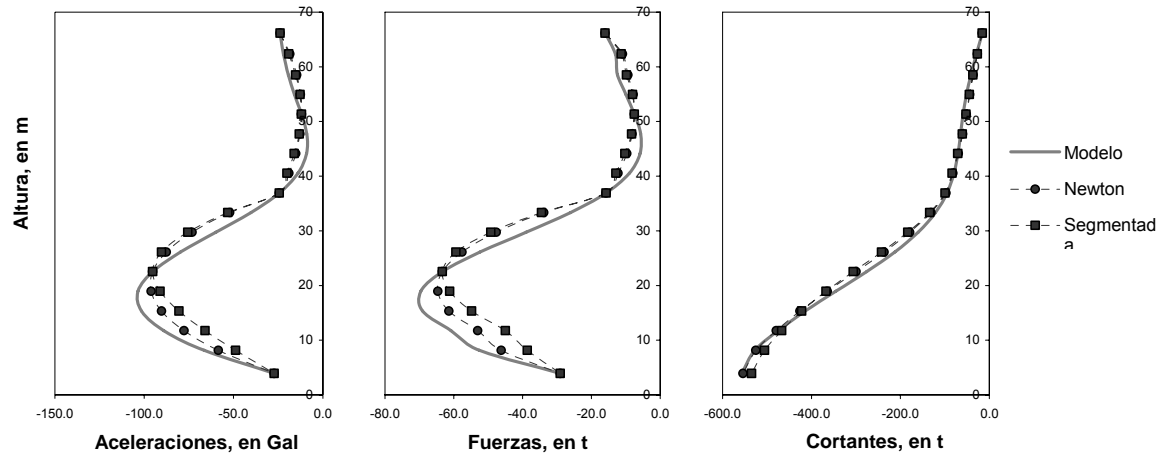 Altura, en m
70
60
50
40
30
20
10
0
-150.0 -100.0 -50.0 0.0
Aceleraciones, en Gal
70
60
50
40
30
20
10
0
-80.0 -60.0 -40.0 -20.0 0.0
Fuerzas, en t
70
60
50
40
30
20
10
0
-600.0 -400.0 -200.0 0.0
Cortantes, en t
Modelo
Newton
Segmentad
a